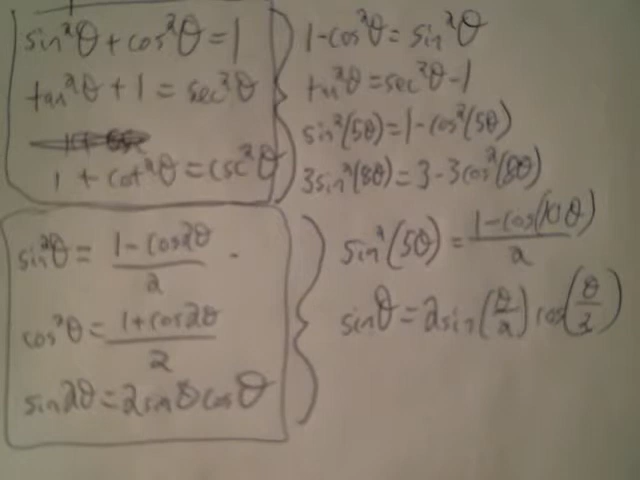 sin²θ + cos²θ = 1
tan²θ + 1 = sec²θ
1 + cot²θ = csc²θ
1 - cos²θ = sin²θ
tan²θ = sec²θ - 1
sin²(5θ) = 1 - cos²(5θ)
3sin²(8θ) = 3 - 3cos²(8θ)
sin²θ = (1 - cos2θ)/2
cos²θ = (1 + cos2θ)/2
sin2θ = 2sinθcosθ
sin²(5θ) = (1 - cos(10θ))/2
sinθ = 2sin(θ/2)cos(θ/2)